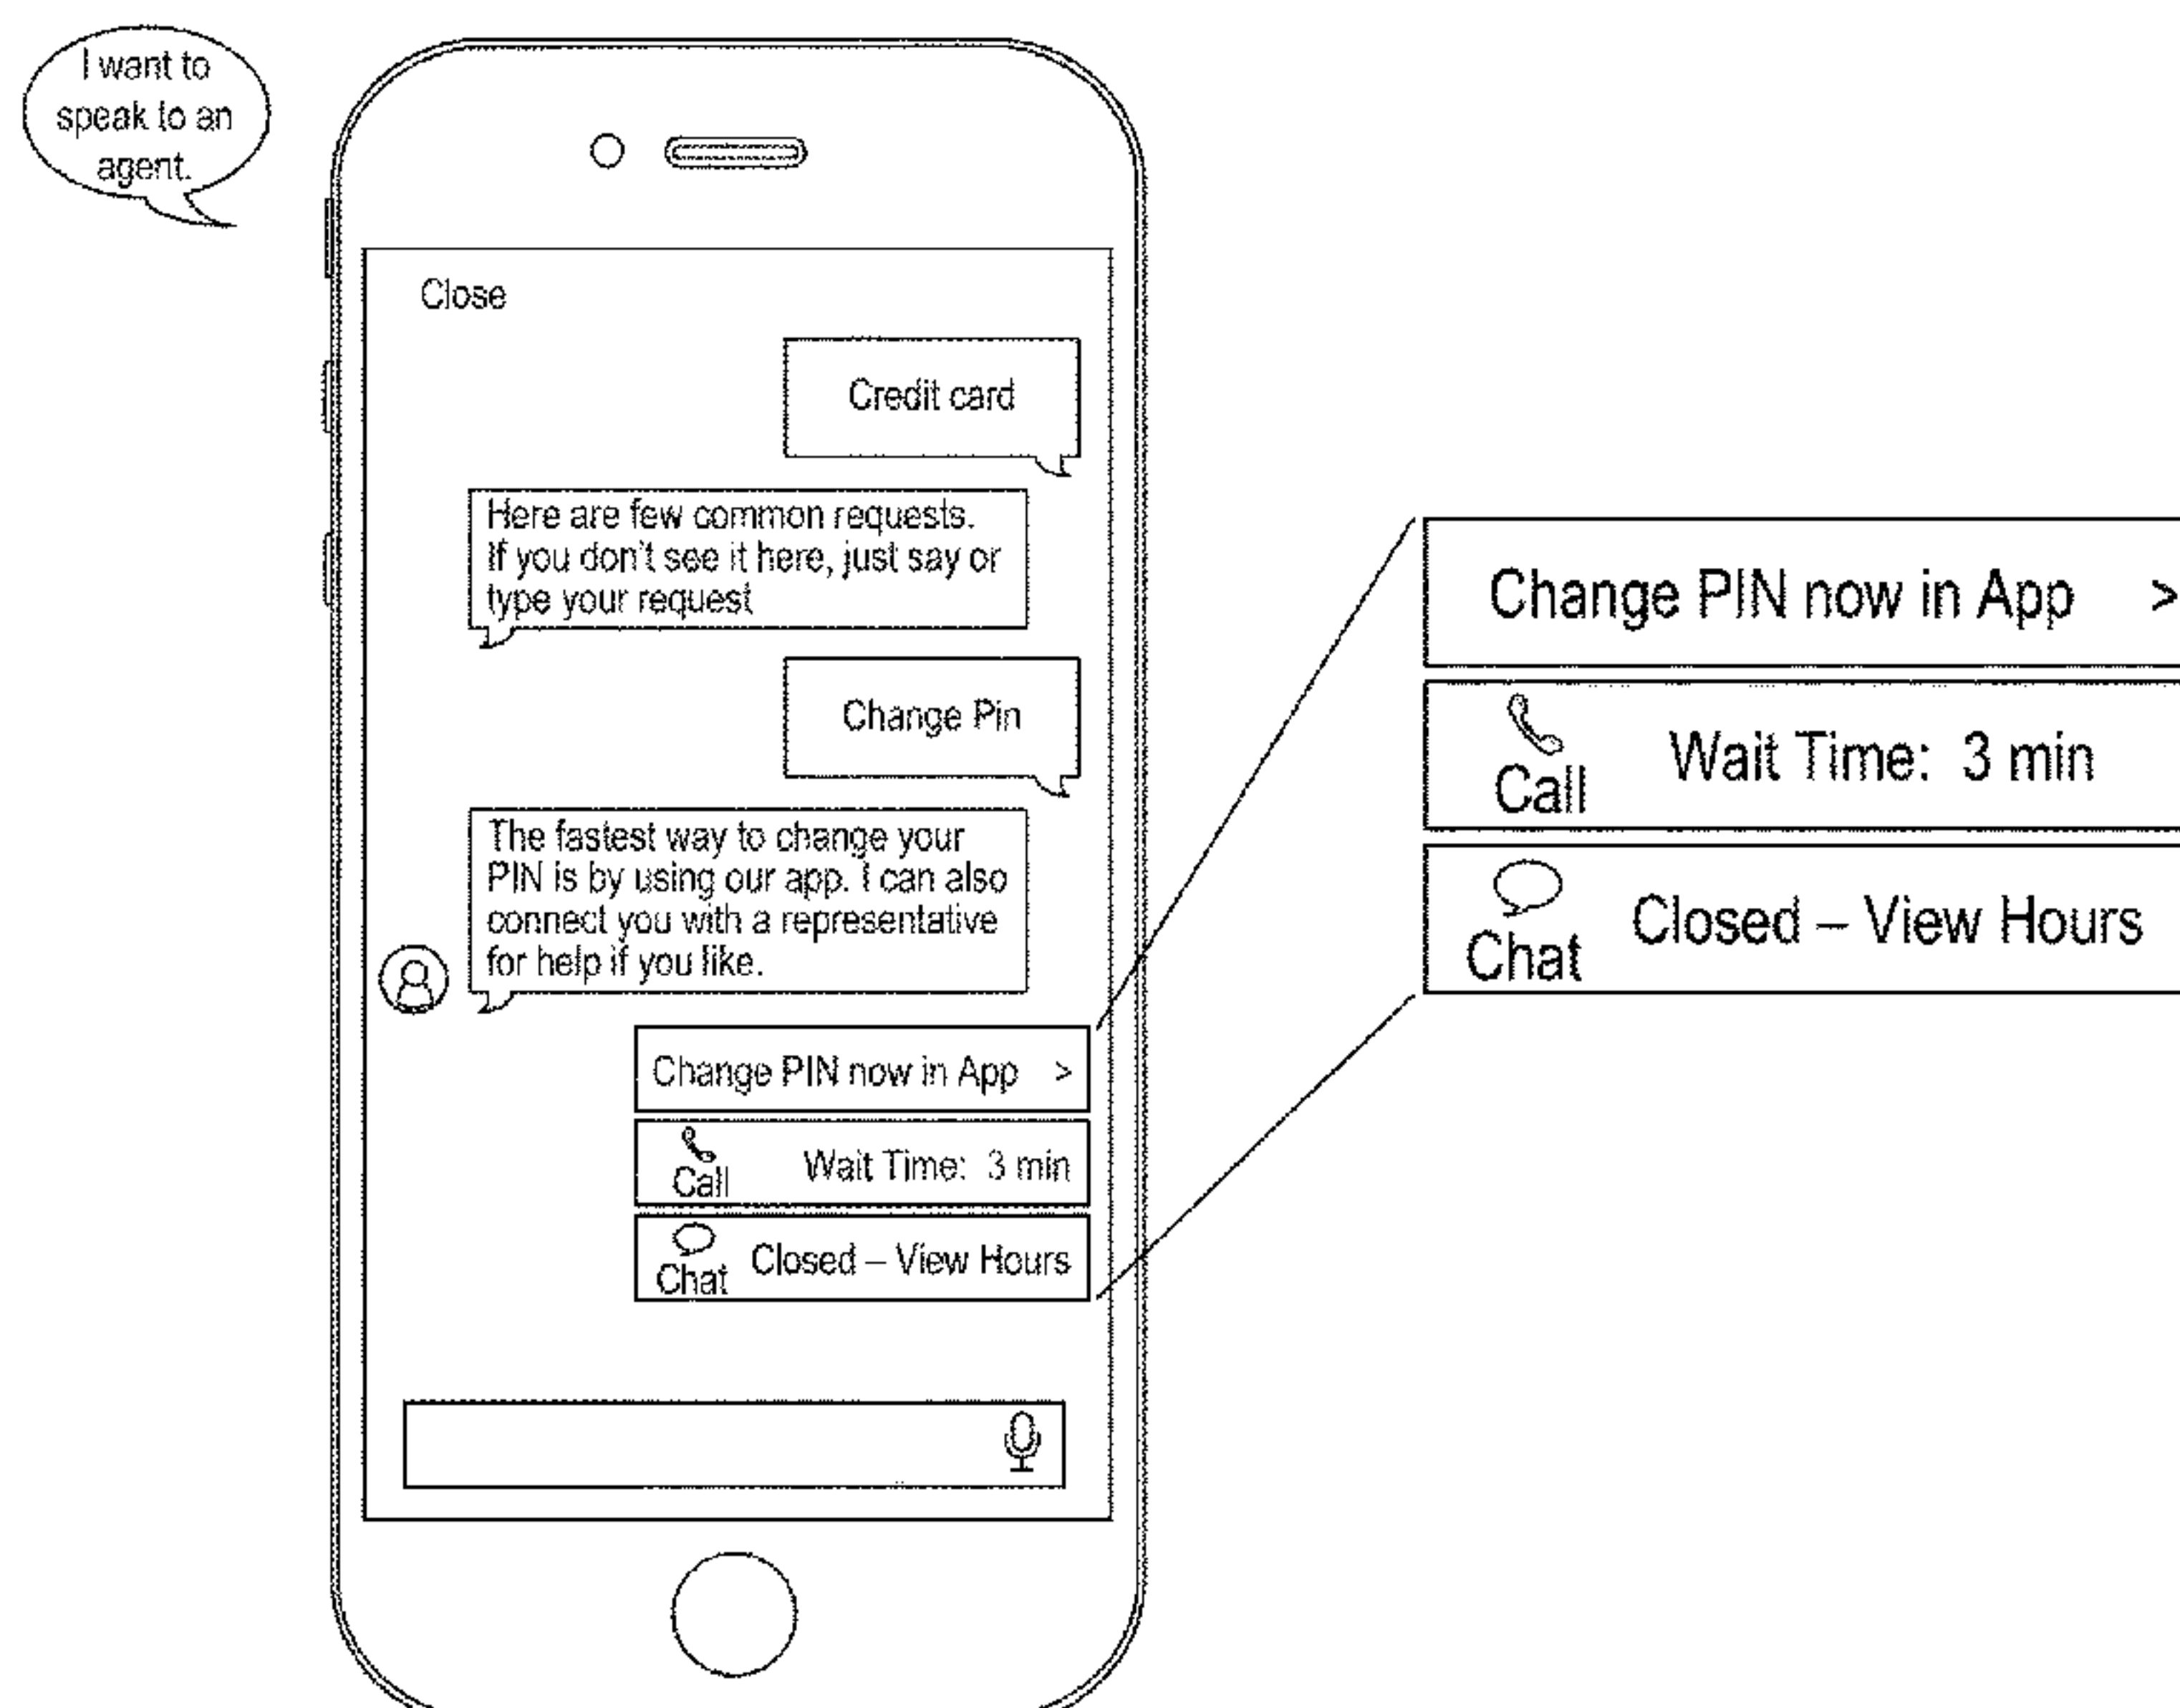 I want to
speak to an
agent.
Close
Credit card
Here are few common requests.
If you don't see it here, just say or
type your request
Change Pin
The fastest way to change your
PIN is by using our app. I can also
connect you with a representative
for help if you like.
Change PIN now in App >
Call Wait Time: 3 min
Chat Closed – View Hours
Change PIN now in App >
Call Wait Time: 3 min
Chat Closed – View Hours